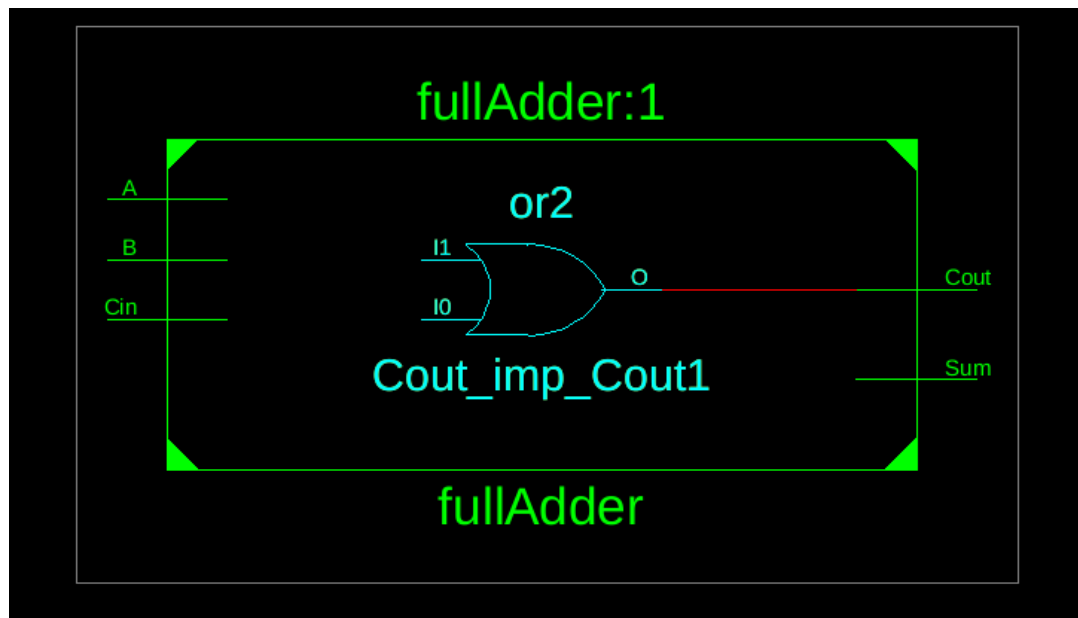 fullAdder:1
A
or2
B
I1
O
Cout
Cin
I0
Cout_imp_Cout1
Sum
fullAdder